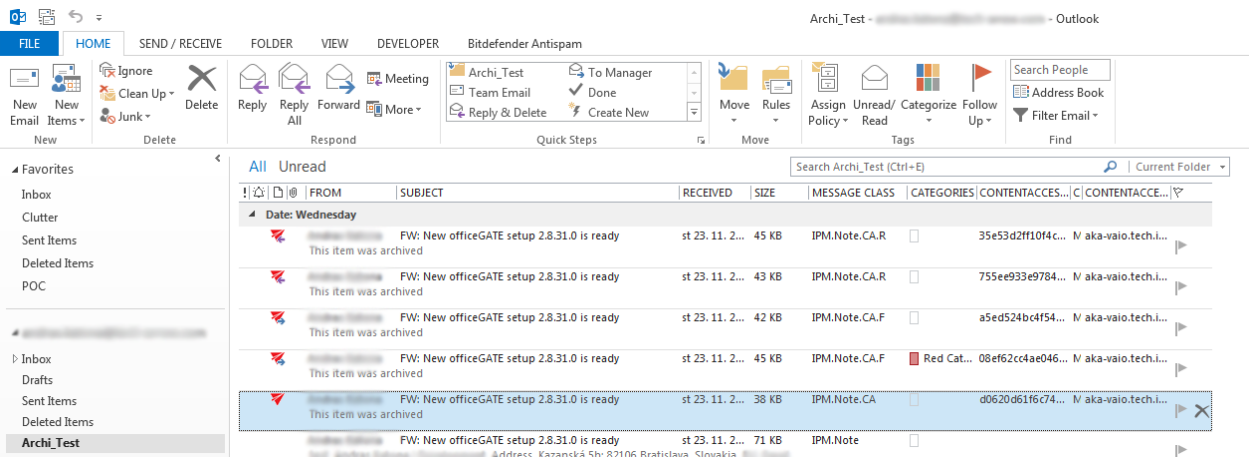 Archi_Test - - Outlook
FILE HOME SEND / RECEIVE FOLDER VIEW DEVELOPER Bitdefender Antispam
New Email
New Items
Ignore
Clean Up
Junk
Delete
Reply
Reply All
Forward
Meeting
More
Archi_Test
Team Email
Reply & Delete
To Manager
Done
Create New
Move
Rules
Assign Policy
Unread/ Read
Categorize
Follow Up
Search People
Address Book
Filter Email
New Delete Respond Quick Steps Move Tags Find
Favorites
Inbox
Clutter
Sent Items
Deleted Items
POC
Inbox
Drafts
Sent Items
Deleted Items
Archi_Test
All Unread
Search Archi_Test (Ctrl+E) Current Folder
! FROM SUBJECT RECEIVED SIZE MESSAGE CLASS CATEGORIES CONTENTACCES... C CONTENTACCE...
Date: Wednesday
FW: New officeGATE setup 2.8.31.0 is ready st 23. 11. 2... 45 KB IPM.Note.CA.R 35e53d2ff10f4c... M aka-vaio.tech.i...
This item was archived
FW: New officeGATE setup 2.8.31.0 is ready st 23. 11. 2... 43 KB IPM.Note.CA.R 755ee933e9784... M aka-vaio.tech.i...
This item was archived
FW: New officeGATE setup 2.8.31.0 is ready st 23. 11. 2... 42 KB IPM.Note.CA.F a5ed524bc4f54... M aka-vaio.tech.i...
This item was archived
FW: New officeGATE setup 2.8.31.0 is ready st 23. 11. 2... 45 KB IPM.Note.CA.F Red Cat... 08ef62cc4ae046... M aka-vaio.tech.i...
This item was archived
FW: New officeGATE setup 2.8.31.0 is ready st 23. 11. 2... 38 KB IPM.Note.CA d0620d61f6c74... M aka-vaio.tech.i...
This item was archived
FW: New officeGATE setup 2.8.31.0 is ready st 23. 11. 2... 71 KB IPM.Note
Address, Kazanská 5b; 82106 Bratislava, Slovakia,